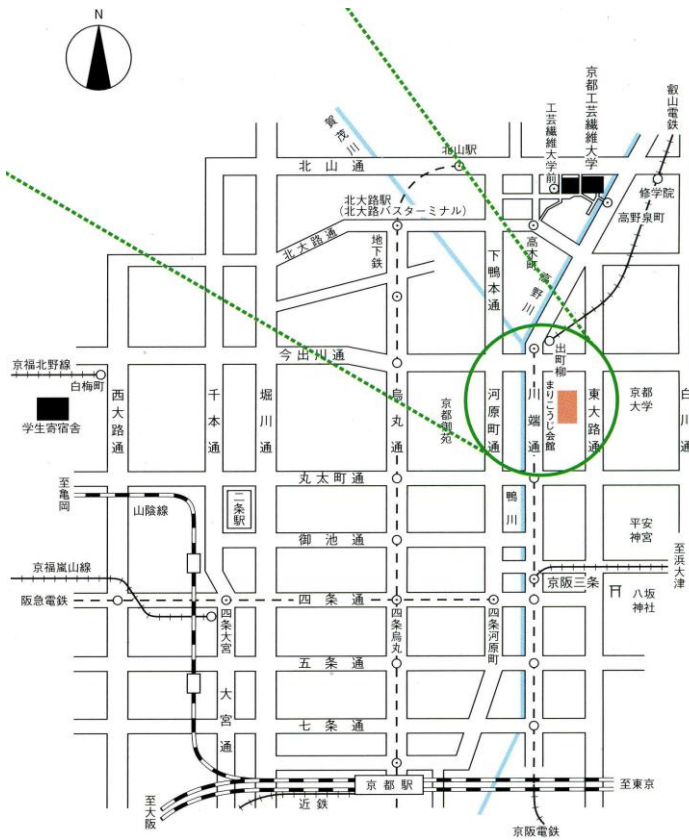 N
賀茂川
北山駅
北山通
工芸繊維大学前
京都工芸繊維大学
叡山電鉄
修学院
高野泉町
北大路駅
(北大路バスターミナル)
北大路通
地下鉄
下鴨本通
高木町
高野川
今出川通
出町柳
京福北野線
白梅町
学生寄宿舎
西大路通
千本通
堀川通
烏丸通
京都御苑
河原町通
川端通
まりこうじ会館
東大路通
京都
大学
白川通
丸太町通
至亀岡
山陰線
二条駅
鴨川
御池通
平安
神宮
至浜大津
京福嵐山線
京阪三条
八坂
神社
阪急電鉄
四条通
四条大宮
四条烏丸
四条河原町
五条通
大宮通
七条通
京都駅
至東京
至大阪
近鉄
京阪電鉄